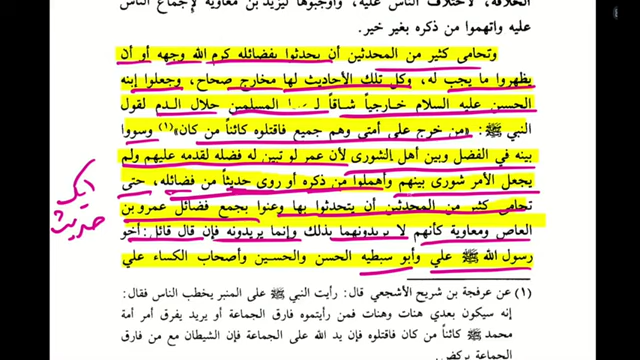 الخلافة، لاختلاف الناس عليه، وأوجبوها ليزيد بن معاوية لإجماع الناس
عليه واتهموا من ذكره بغير خير.
وتحامى كثير من المحدثين أن يحدثوا بفضائله كرم الله وجهه أو أن
يظهروا ما يجب له، وكل تلك الأحاديث لها مخارج صحاح، وجعلوا إبنه
الحسين عليه السلام خارجياً شاقاً المسلمين حلال الدم لقول
النبي ﷺ: «من خرج على أمتي وهم جميع فاقتلوه كائناً من كان»(١) وسووا
بينه في الفضل وبين أهل الشورى لأن عمر لو تبين له فضله لقدمه عليهم ولم
يجعل الأمر شورى بينهم وأهملوا من ذكره أو روى حديثاً من فضائله، حتى
تحامى كثير من المحدثين أن يتحدثوا بها وعنوا بجمع فضائل عمرو بن
العاص ومعاوية كأنهم لا يريدونهما بذلك وإنما يريدونه فإن قال قائل: أخو
رسول الله ﷺ علي وأبو سبطيه الحسن والحسين وأصحاب الكساء علي
ایک
حدیث
(١) عن عرفجة بن شريح الأشجعي قال: رأيت النبي ﷺ على المنبر يخطب الناس فقال:
إنه سيكون بعدي هنات وهنات فمن رأيتموه فارق الجماعة أو يريد يفرق أمر أمة
محمد ﷺ كائناً من كان فاقتلوه فإن يد الله على الجماعة فإن الشيطان مع من فارق
الجماعة يركض.